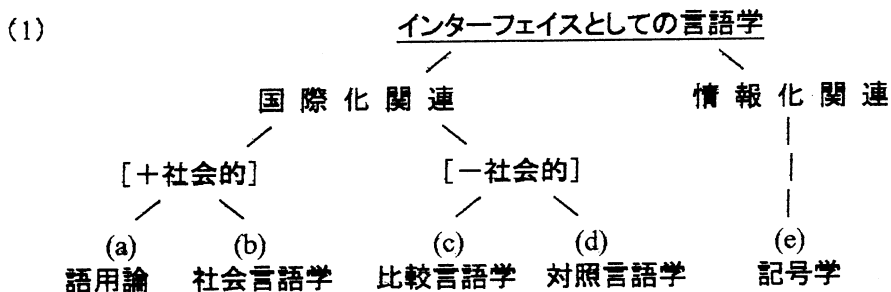 (1) インターフェイスとしての言語学
国際化関連 情報化関連
[+社会的] [－社会的]
(a) (b) (c) (d) (e)
語用論 社会言語学 比較言語学 対照言語学 記号学